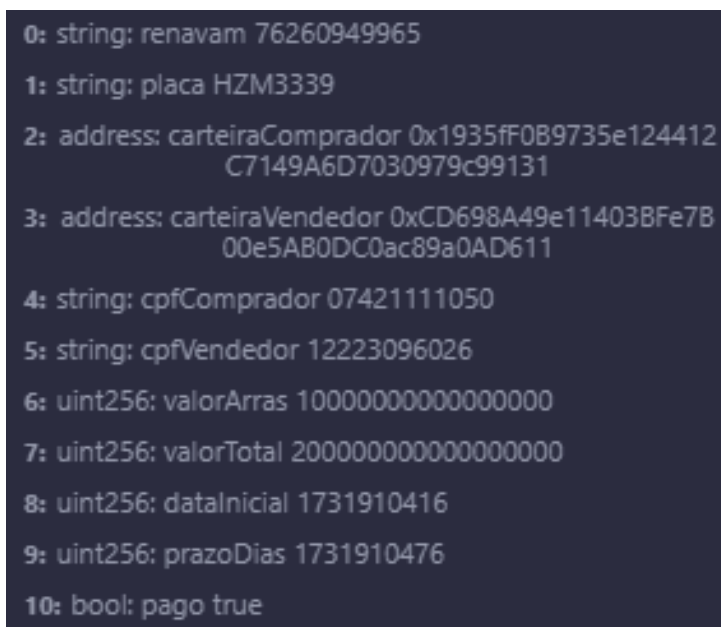 0: string: renavam 76260949965
1: string: placa HZM3339
2: address: carteiraComprador 0x1935fF0B9735e124412
C7149A6D7030979c99131
3: address: carteiraVendedor 0xCD698A49e11403BFe7B
00e5AB0DC0ac89a0AD611
4: string: cpfComprador 07421111050
5: string: cpfVendedor 12223096026
6: uint256: valorArras 10000000000000000
7: uint256: valorTotal 200000000000000000
8: uint256: dataInicial 1731910416
9: uint256: prazoDias 1731910476
10: bool: pago true